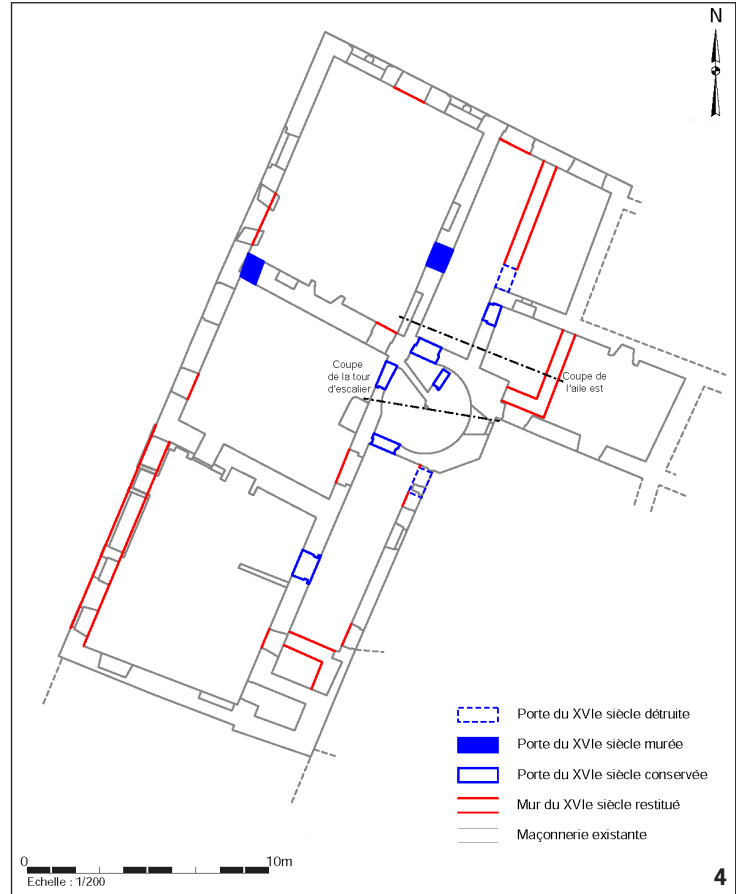 N
Coupe
de la tour
d'escalier
Coupe de
l'aile est
Porte du XVIe siècle détruite
Porte du XVIe siècle murée
Porte du XVIe siècle conservée
Mur du XVIe siècle restitué
Maçonnerie existante
0 10m
Echelle : 1/200
4